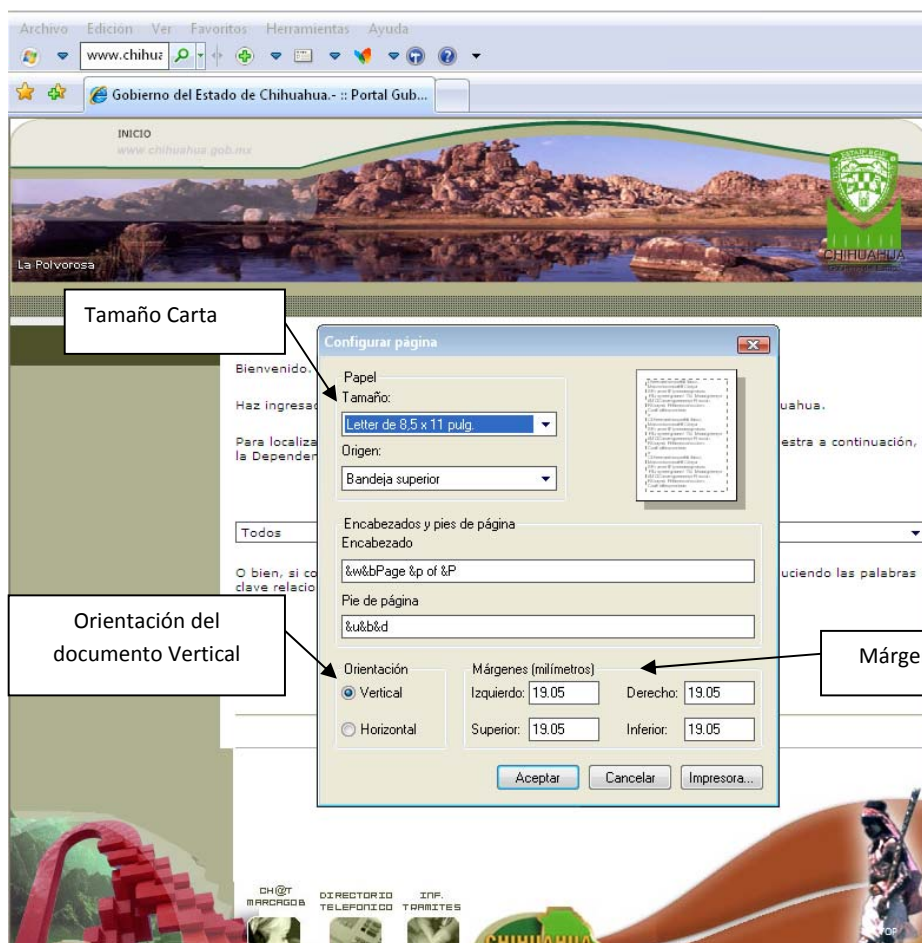 Archivo Edición Ver Favoritos Herramientas Ayuda
www.chihua
Gobierno del Estado de Chihuahua.- :: Portal Gub...
INICIO
www.chihuahua.gob.mx
La Polvorosa
CHIHUAHUA
Tamaño Carta
Configurar página
Bienvenido.
Papel
Tamaño:
Haz ingresa
uahua.
Letter de 8,5 x 11 pulg.
Para localiza
estra a continuación,
la Dependen
Origen:
Bandeja superior
Encabezados y pies de página
Todos
Encabezado
O bien, si co
&w&bPage &p of &P
uciendo las palabras
clave relacio
Pie de página
&u&b&d
Orientación del
documento Vertical
Márge
Orientación
Márgenes (milímetros)
Vertical
Izquierdo: 19.05 Derecho: 19.05
Horizontal
Superior: 19.05 Inferior: 19.05
Aceptar Cancelar Impresora...
CH@T
MARCAGOB
DIRECTORIO
TELEFONICO
INF.
TRAMITES
CHIHUAHUA
TOP